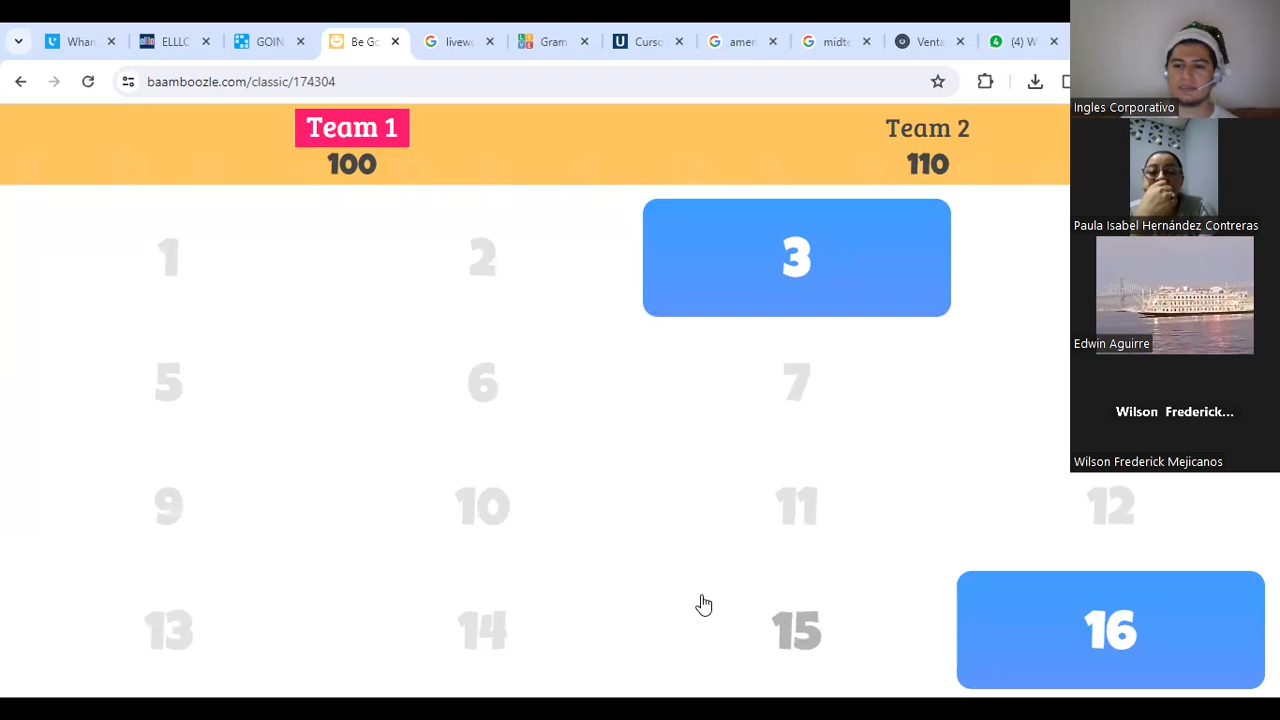 Whar
ELLLC
GOIN
Be Gc
livew
Gram
Curso
amer
midte
Venta
(4) W
baamboozle.com/classic/174304
Team 1
100
Team 2
110
1
2
3
5
6
7
9
10
11
12
13
14
15
16
Ingles Corporativo
Paula Isabel Hernández Contreras
Edwin Aguirre
Wilson Frederick...
Wilson Frederick Mejicanos